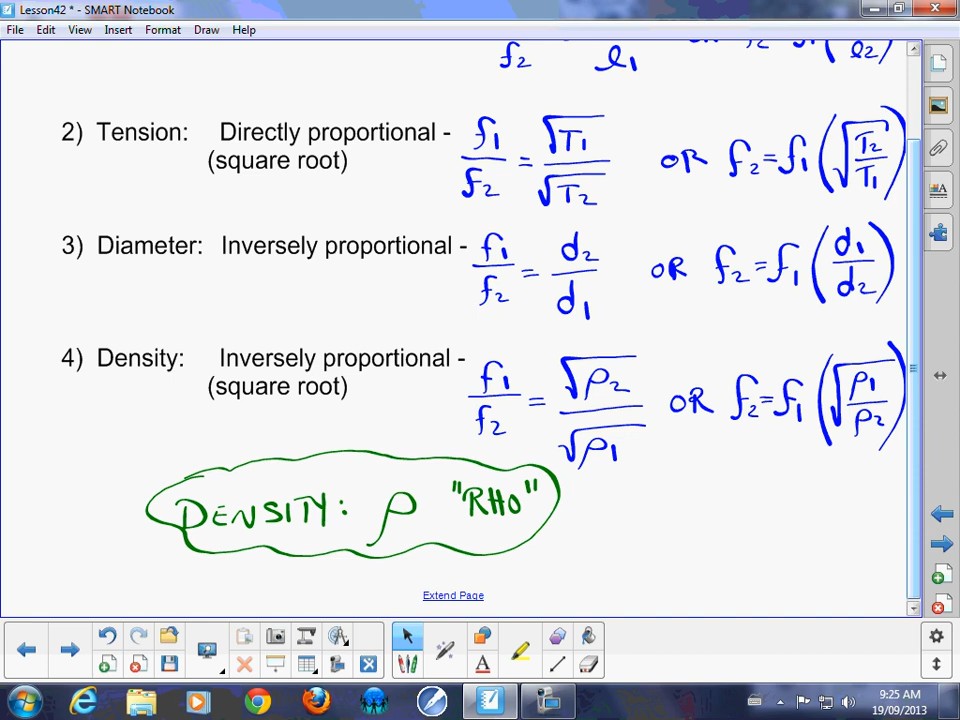 Lesson42 * - SMART Notebook
File Edit View Insert Format Draw Help
f₂ l₁
2) Tension: Directly proportional - f₁/f₂ = √T₁/√T₂ OR f₂=f₁(√T₂/T₁)
(square root)
3) Diameter: Inversely proportional - f₁/f₂ = d₂/d₁ OR f₂=f₁(d₁/d₂)
4) Density: Inversely proportional - f₁/f₂ = √ρ₂/√ρ₁ OR f₂=f₁(√ρ₁/ρ₂)
(square root)
DENSITY: ρ "RHO"
Extend Page
9:25 AM
19/09/2013